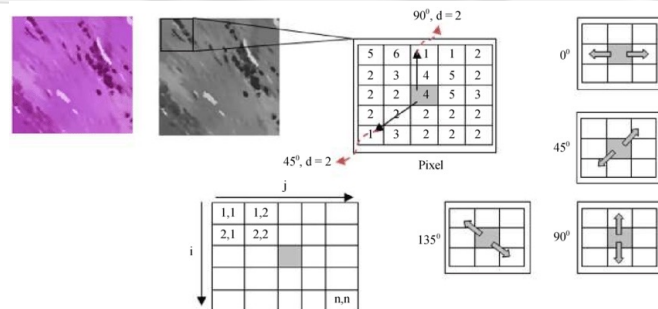 90⁰, d = 2
5 6 1 1 2
2 3 4 5 2
2 2 4 5 3
2 2 2 2 2
1 3 2 2 2
45⁰, d = 2
Pixel
0⁰
45⁰
135⁰
90⁰
j
i
1,1 1,2
2,1 2,2
n,n